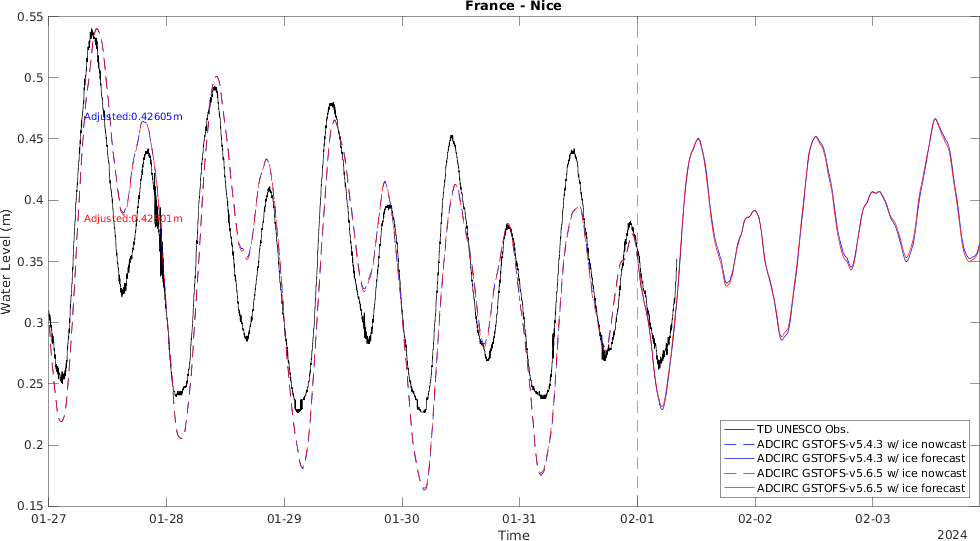 France - Nice
Water Level (m)
0.55
0.5
0.45
0.4
0.35
0.3
0.25
0.2
0.15
Adjusted:0.42605m
TD UNESCO Obs.
ADCIRC GSTOFS-v5.4.3 w/ ice nowcast
ADCIRC GSTOFS-v5.4.3 w/ ice forecast
ADCIRC GSTOFS-v5.6.5 w/ ice nowcast
ADCIRC GSTOFS-v5.6.5 w/ ice forecast
01-27
01-28
01-29
01-30
01-31
02-01
02-02
02-03
Time
2024